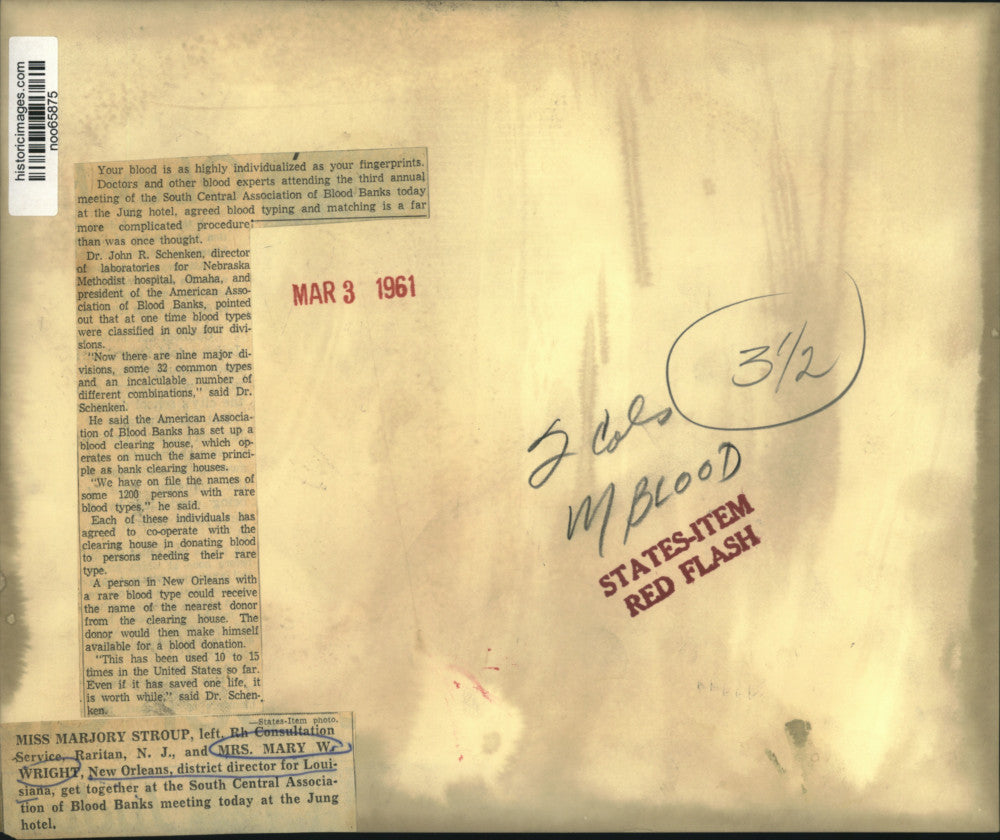 historicimages.com
noo65875
Your blood is as highly individualized as your fingerprints.
Doctors and other blood experts attending the third annual
meeting of the South Central Association of Blood Banks today
at the Jung hotel, agreed blood typing and matching is a far
more complicated procedure
than was once thought.
Dr. John R. Schenken, director
of laboratories for Nebraska
Methodist hospital, Omaha, and
president of the American Asso-
ciation of Blood Banks, pointed
out that at one time blood types
were classified in only four divi-
sions.
"Now there are nine major di-
visions, some 32 common types
and an incalculable number of
different combinations," said Dr.
Schenken.
He said the American Associa-
tion of Blood Banks has set up a
blood clearing house, which op-
erates on much the same princi-
ple as bank clearing houses.
"We have on file the names of
some 1200 persons with rare
blood types," he said.
Each of these individuals has
agreed to co-operate with the
clearing house in donating blood
to persons needing their rare
type.
A person in New Orleans with
a rare blood type could receive
the name of the nearest donor
from the clearing house. The
donor would then make himself
available for a blood donation.
"This has been used 10 to 15
times in the United States so far.
Even if it has saved one life, it
is worth while," said Dr. Schen-
ken.
—States-Item photo.
MISS MARJORY STROUP, left, Rh Consultation
Service, Raritan, N. J., and MRS. MARY W.
WRIGHT, New Orleans, district director for Loui-
siana, get together at the South Central Associa-
tion of Blood Banks meeting today at the Jung
hotel.
MAR 3 1961
3 1/2
2 Cols
M BLOOD
STATES-ITEM
RED FLASH